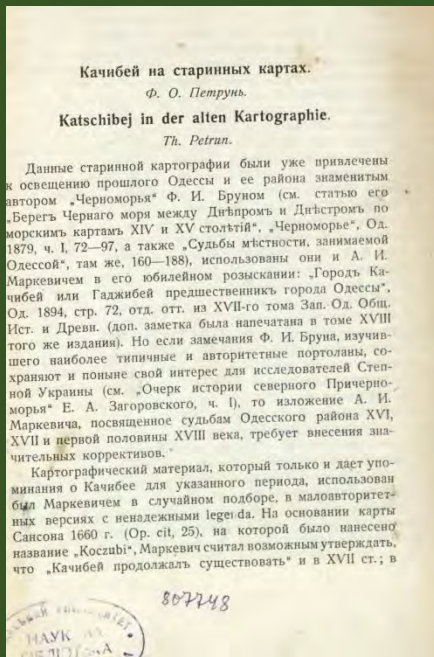 Качибей на старинных картах.
Ф. О. Петрунь.
Katschibej in der alten Kartographie.
Th. Petrun.
Данные старинной картографии были уже привлечены
к освещению прошлого Одессы и ее района знаменитым
автором „Черноморья“ Ф. И. Бруном (см. статью его
„Берегъ Чернаго моря между Днѣпромъ и Днѣстромъ по
морскимъ картамъ XIV и XV столѣтій“, „Черноморье“, Од.
1879, ч. I, 72—97, а также „Судьбы мѣстности, занимаемой
Одессой“, там же, 160—188), использованы они и А. И.
Маркевичем в его юбилейном розыскании: „Городъ Ка-
чибей или Гаджибей предшественникъ города Одессы“,
Од. 1894, стр. 72, отд. отт. из XVII-го тома Зап. Од. Общ.
Ист. и Древн. (доп. заметка была напечатана в томе XVIII
того же издания). Но если замечания Ф. И. Бруна, изучив-
шего наиболее типичные и авторитетные портоланы, со-
храняют и поныне свой интерес для исследователей Степ-
ной Украины (см. „Очерк истории северного Причерно-
морья“ Е. А. Загоровского, ч. I), то изложение А. И.
Маркевича, посвященное судьбам Одесского района XVI,
XVII и первой половины XVIII века, требует внесения зна-
чительных коррективов.
Картографический материал, который только и дает упо-
минания о Качибее для указанного периода, использован
был Маркевичем в случайном подборе, в малоавторитет-
ных версиях с ненадежными legenda. На основании карты
Сансона 1660 г. (Op. cit, 25), на которой было нанесено
название „Koczubi“, Маркевич считал возможным утверждать,
что „Качибей продолжалъ существовать“ и в XVII ст.; в
807748
НАУК